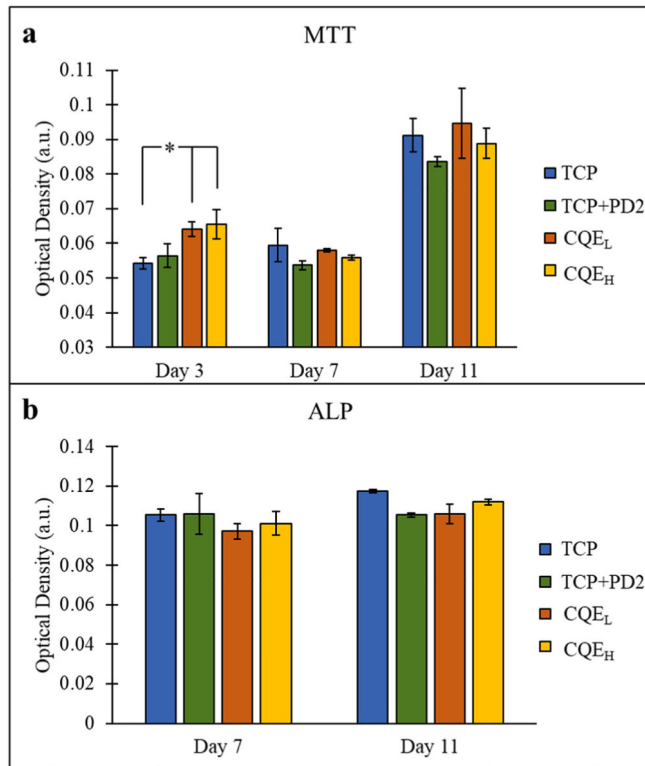 a
MTT
Optical Density (a.u.)
0.11
0.1
0.09
0.08
0.07
0.06
0.05
0.04
0.03
*
Day 3
Day 7
Day 11
TCP
TCP+PD2
CQE_L
CQE_H
b
ALP
Optical Density (a.u.)
0.14
0.12
0.1
0.08
0.06
0.04
0.02
0
Day 7
Day 11
TCP
TCP+PD2
CQE_L
CQE_H